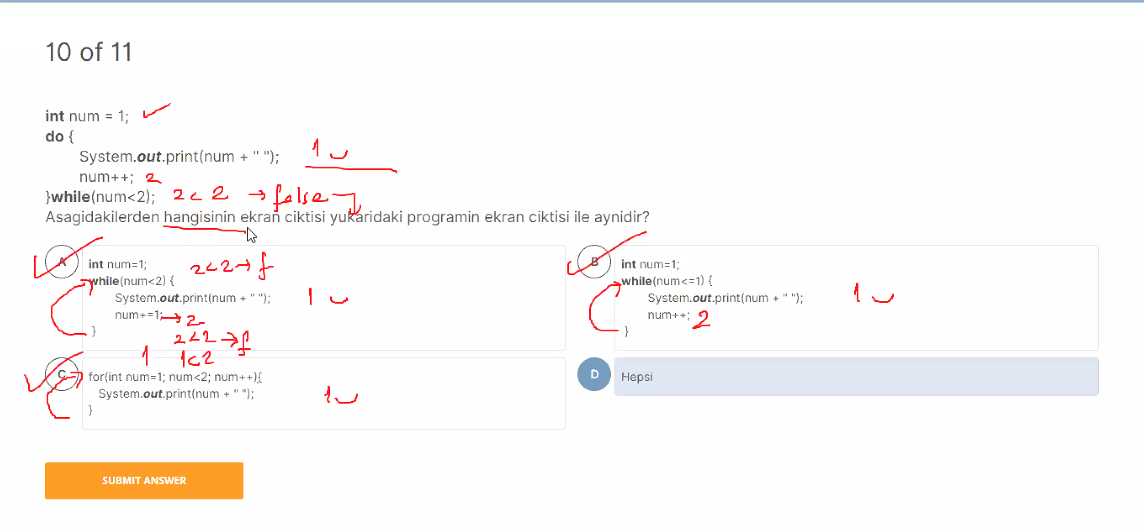 10 of 11
int num = 1;
do {
System.out.print(num + " "); 1
num++; 2
}while(num<2); 2<2 → false
Asagidakilerden hangisinin ekran ciktisi yukaridaki programin ekran ciktisi ile aynidir?
A
int num=1;
while(num<2) { 2<2→f
System.out.print(num + " "); 1
num+=1; →2
} 2<2→f
B
int num=1;
while(num<=1) {
System.out.print(num + " "); 1
num++; 2
}
1 1<2
C
for(int num=1; num<2; num++){
System.out.print(num + " "); 1
}
D
Hepsi
SUBMIT ANSWER